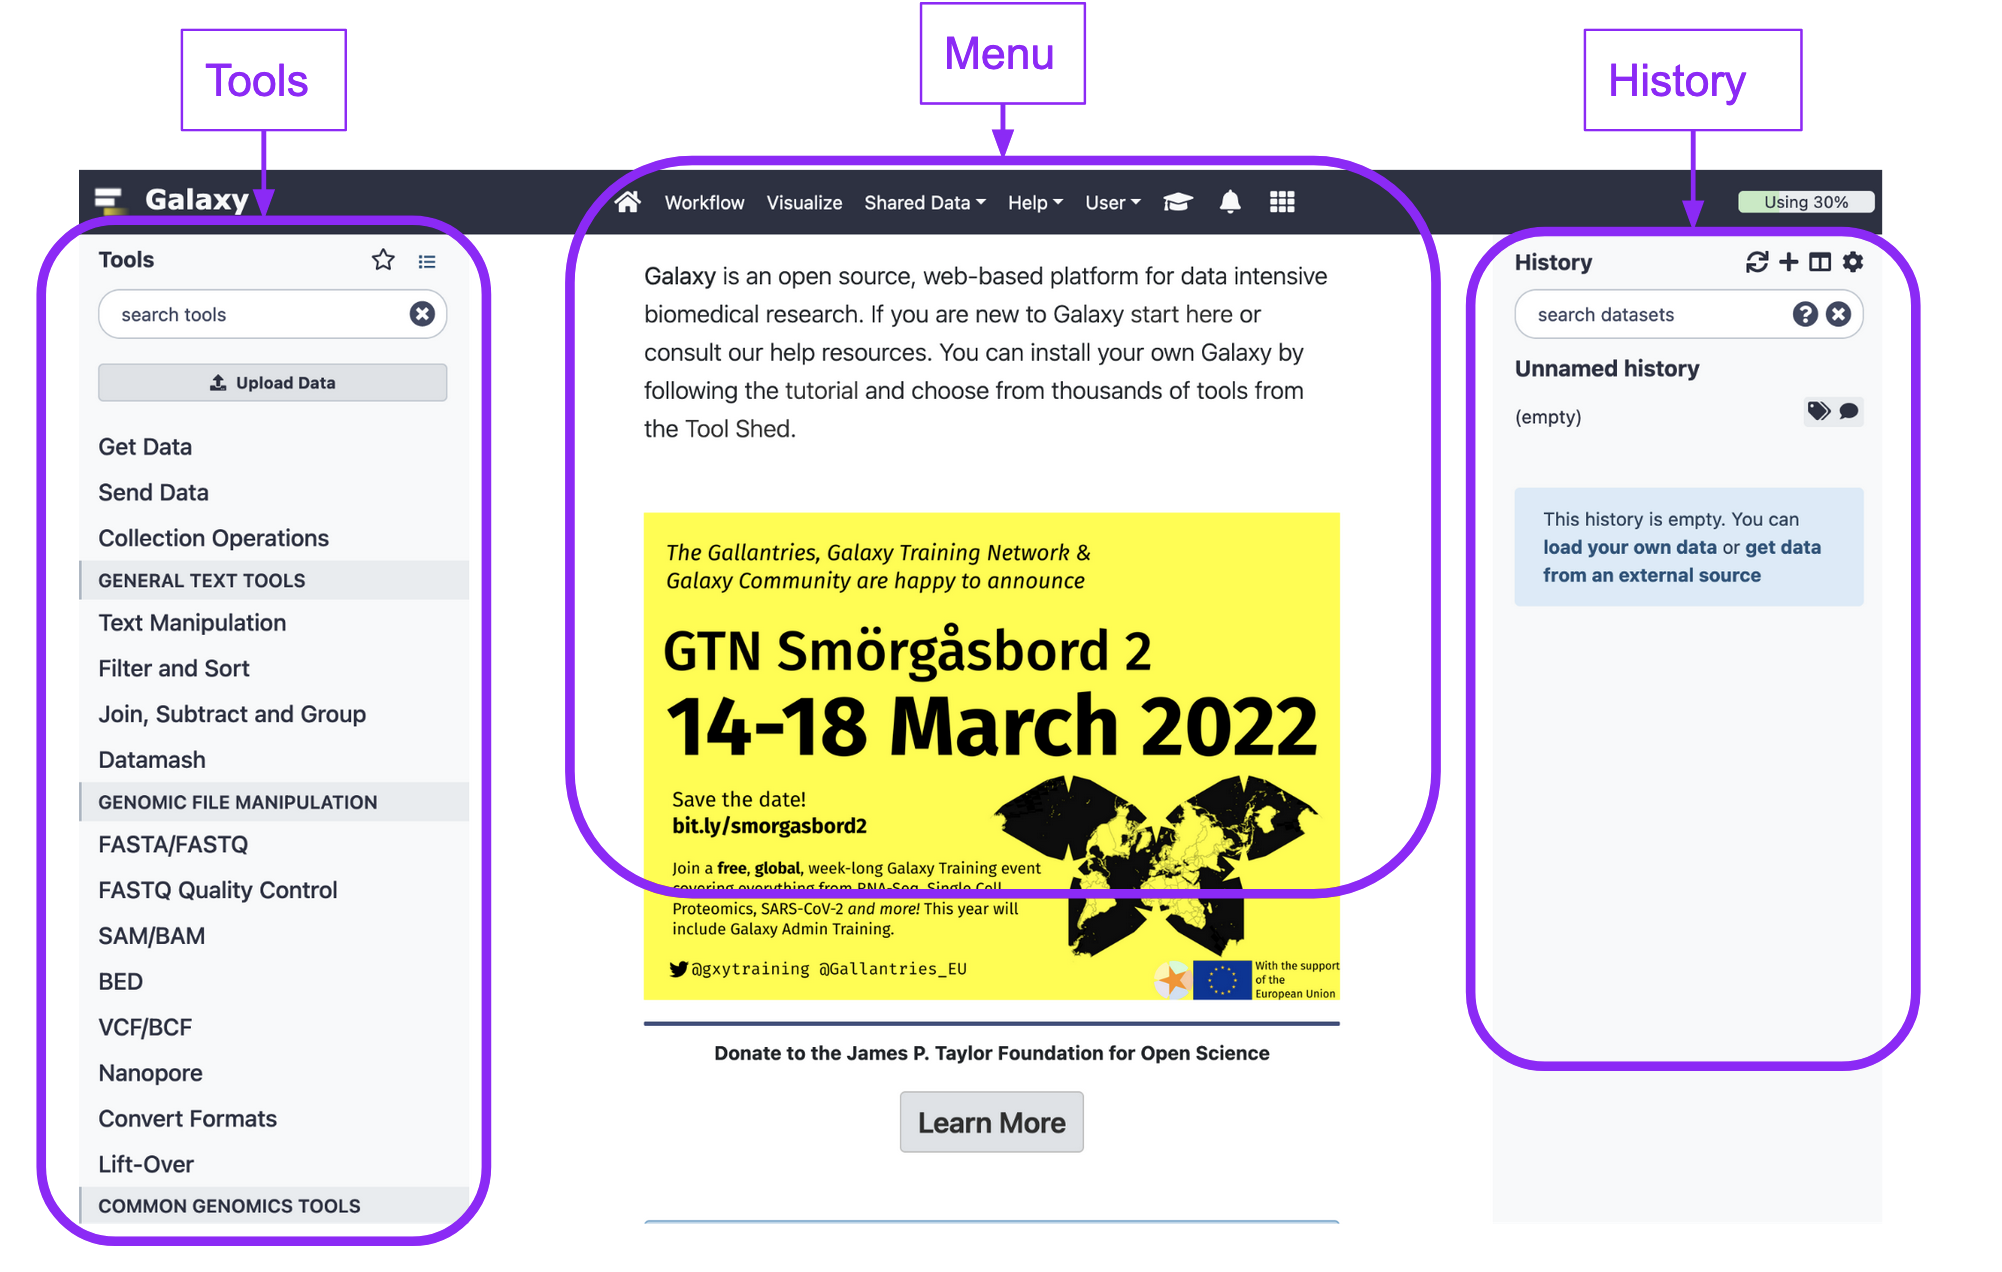 Tools
Menu
History
Galaxy
Workflow Visualize Shared Data Help User
Using 30%
Tools
search tools
Upload Data
Get Data
Send Data
Collection Operations
GENERAL TEXT TOOLS
Text Manipulation
Filter and Sort
Join, Subtract and Group
Datamash
GENOMIC FILE MANIPULATION
FASTA/FASTQ
FASTQ Quality Control
SAM/BAM
BED
VCF/BCF
Nanopore
Convert Formats
Lift-Over
COMMON GENOMICS TOOLS
Galaxy is an open source, web-based platform for data intensive
biomedical research. If you are new to Galaxy start here or
consult our help resources. You can install your own Galaxy by
following the tutorial and choose from thousands of tools from
the Tool Shed.
The Gallantries, Galaxy Training Network &
Galaxy Community are happy to announce
GTN Smörgåsbord 2
14-18 March 2022
Save the date!
bit.ly/smorgasbord2
Join a free, global, week-long Galaxy Training event
covering everything from RNA-Seq, Single Cell
Proteomics, SARS-CoV-2 and more! This year will
include Galaxy Admin Training.
@gxytraining @Gallantries_EU
With the support
of the
European Union
Donate to the James P. Taylor Foundation for Open Science
Learn More
History
search datasets
Unnamed history
(empty)
This history is empty. You can
load your own data or get data
from an external source